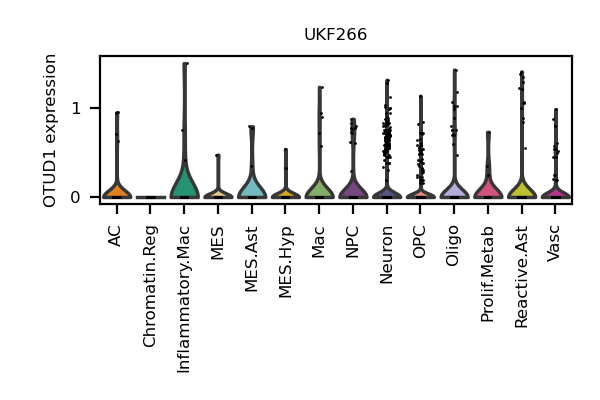 UKF266
OTUD1 expression
1
0
AC
Chromatin.Reg
Inflammatory.Mac
MES
MES.Ast
MES.Hyp
Mac
NPC
Neuron
OPC
Oligo
Prolif.Metab
Reactive.Ast
Vasc